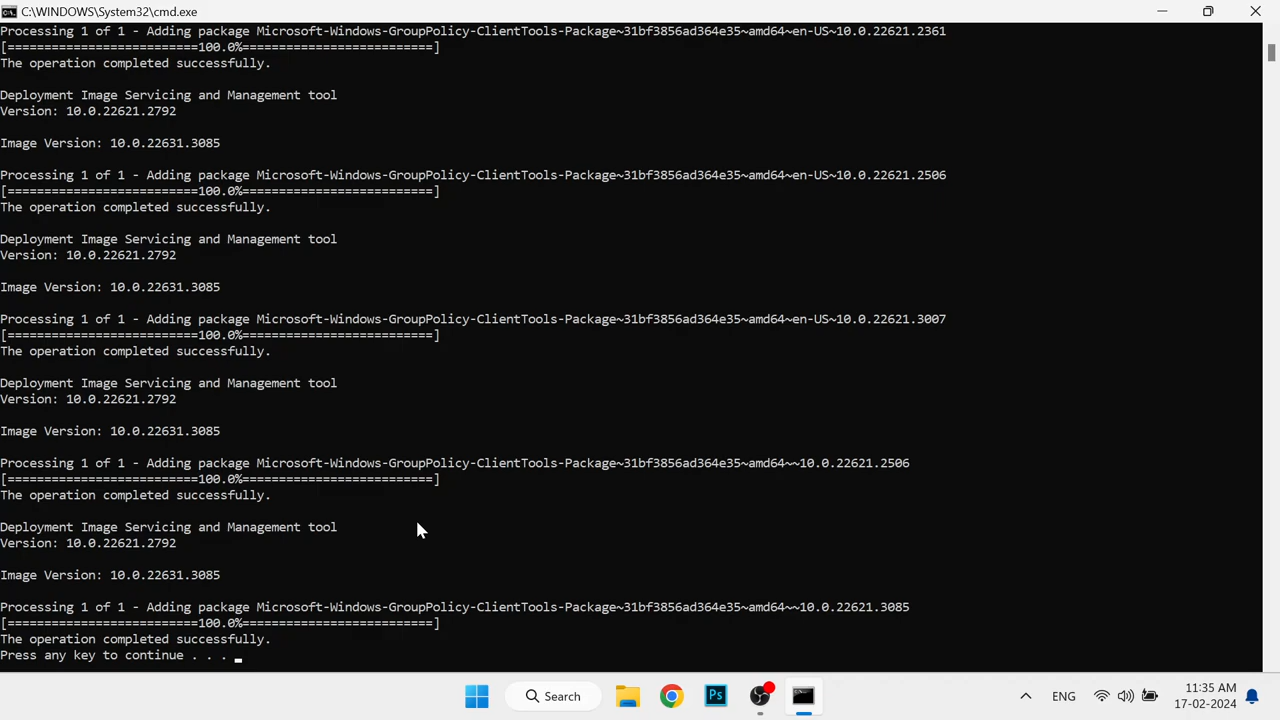 C:\WINDOWS\System32\cmd.exe
Processing 1 of 1 - Adding package Microsoft-Windows-GroupPolicy-ClientTools-Package~31bf3856ad364e35~amd64~en-US~10.0.22621.2361
[==========================100.0%==========================]
The operation completed successfully.
Deployment Image Servicing and Management tool
Version: 10.0.22621.2792
Image Version: 10.0.22631.3085
Processing 1 of 1 - Adding package Microsoft-Windows-GroupPolicy-ClientTools-Package~31bf3856ad364e35~amd64~en-US~10.0.22621.2506
[==========================100.0%==========================]
The operation completed successfully.
Deployment Image Servicing and Management tool
Version: 10.0.22621.2792
Image Version: 10.0.22631.3085
Processing 1 of 1 - Adding package Microsoft-Windows-GroupPolicy-ClientTools-Package~31bf3856ad364e35~amd64~en-US~10.0.22621.3007
[==========================100.0%==========================]
The operation completed successfully.
Deployment Image Servicing and Management tool
Version: 10.0.22621.2792
Image Version: 10.0.22631.3085
Processing 1 of 1 - Adding package Microsoft-Windows-GroupPolicy-ClientTools-Package~31bf3856ad364e35~amd64~~10.0.22621.2506
[==========================100.0%==========================]
The operation completed successfully.
Deployment Image Servicing and Management tool
Version: 10.0.22621.2792
Image Version: 10.0.22631.3085
Processing 1 of 1 - Adding package Microsoft-Windows-GroupPolicy-ClientTools-Package~31bf3856ad364e35~amd64~~10.0.22621.3085
[==========================100.0%==========================]
The operation completed successfully.
Press any key to continue . . .
Search
Ps
ENG
11:35 AM
17-02-2024